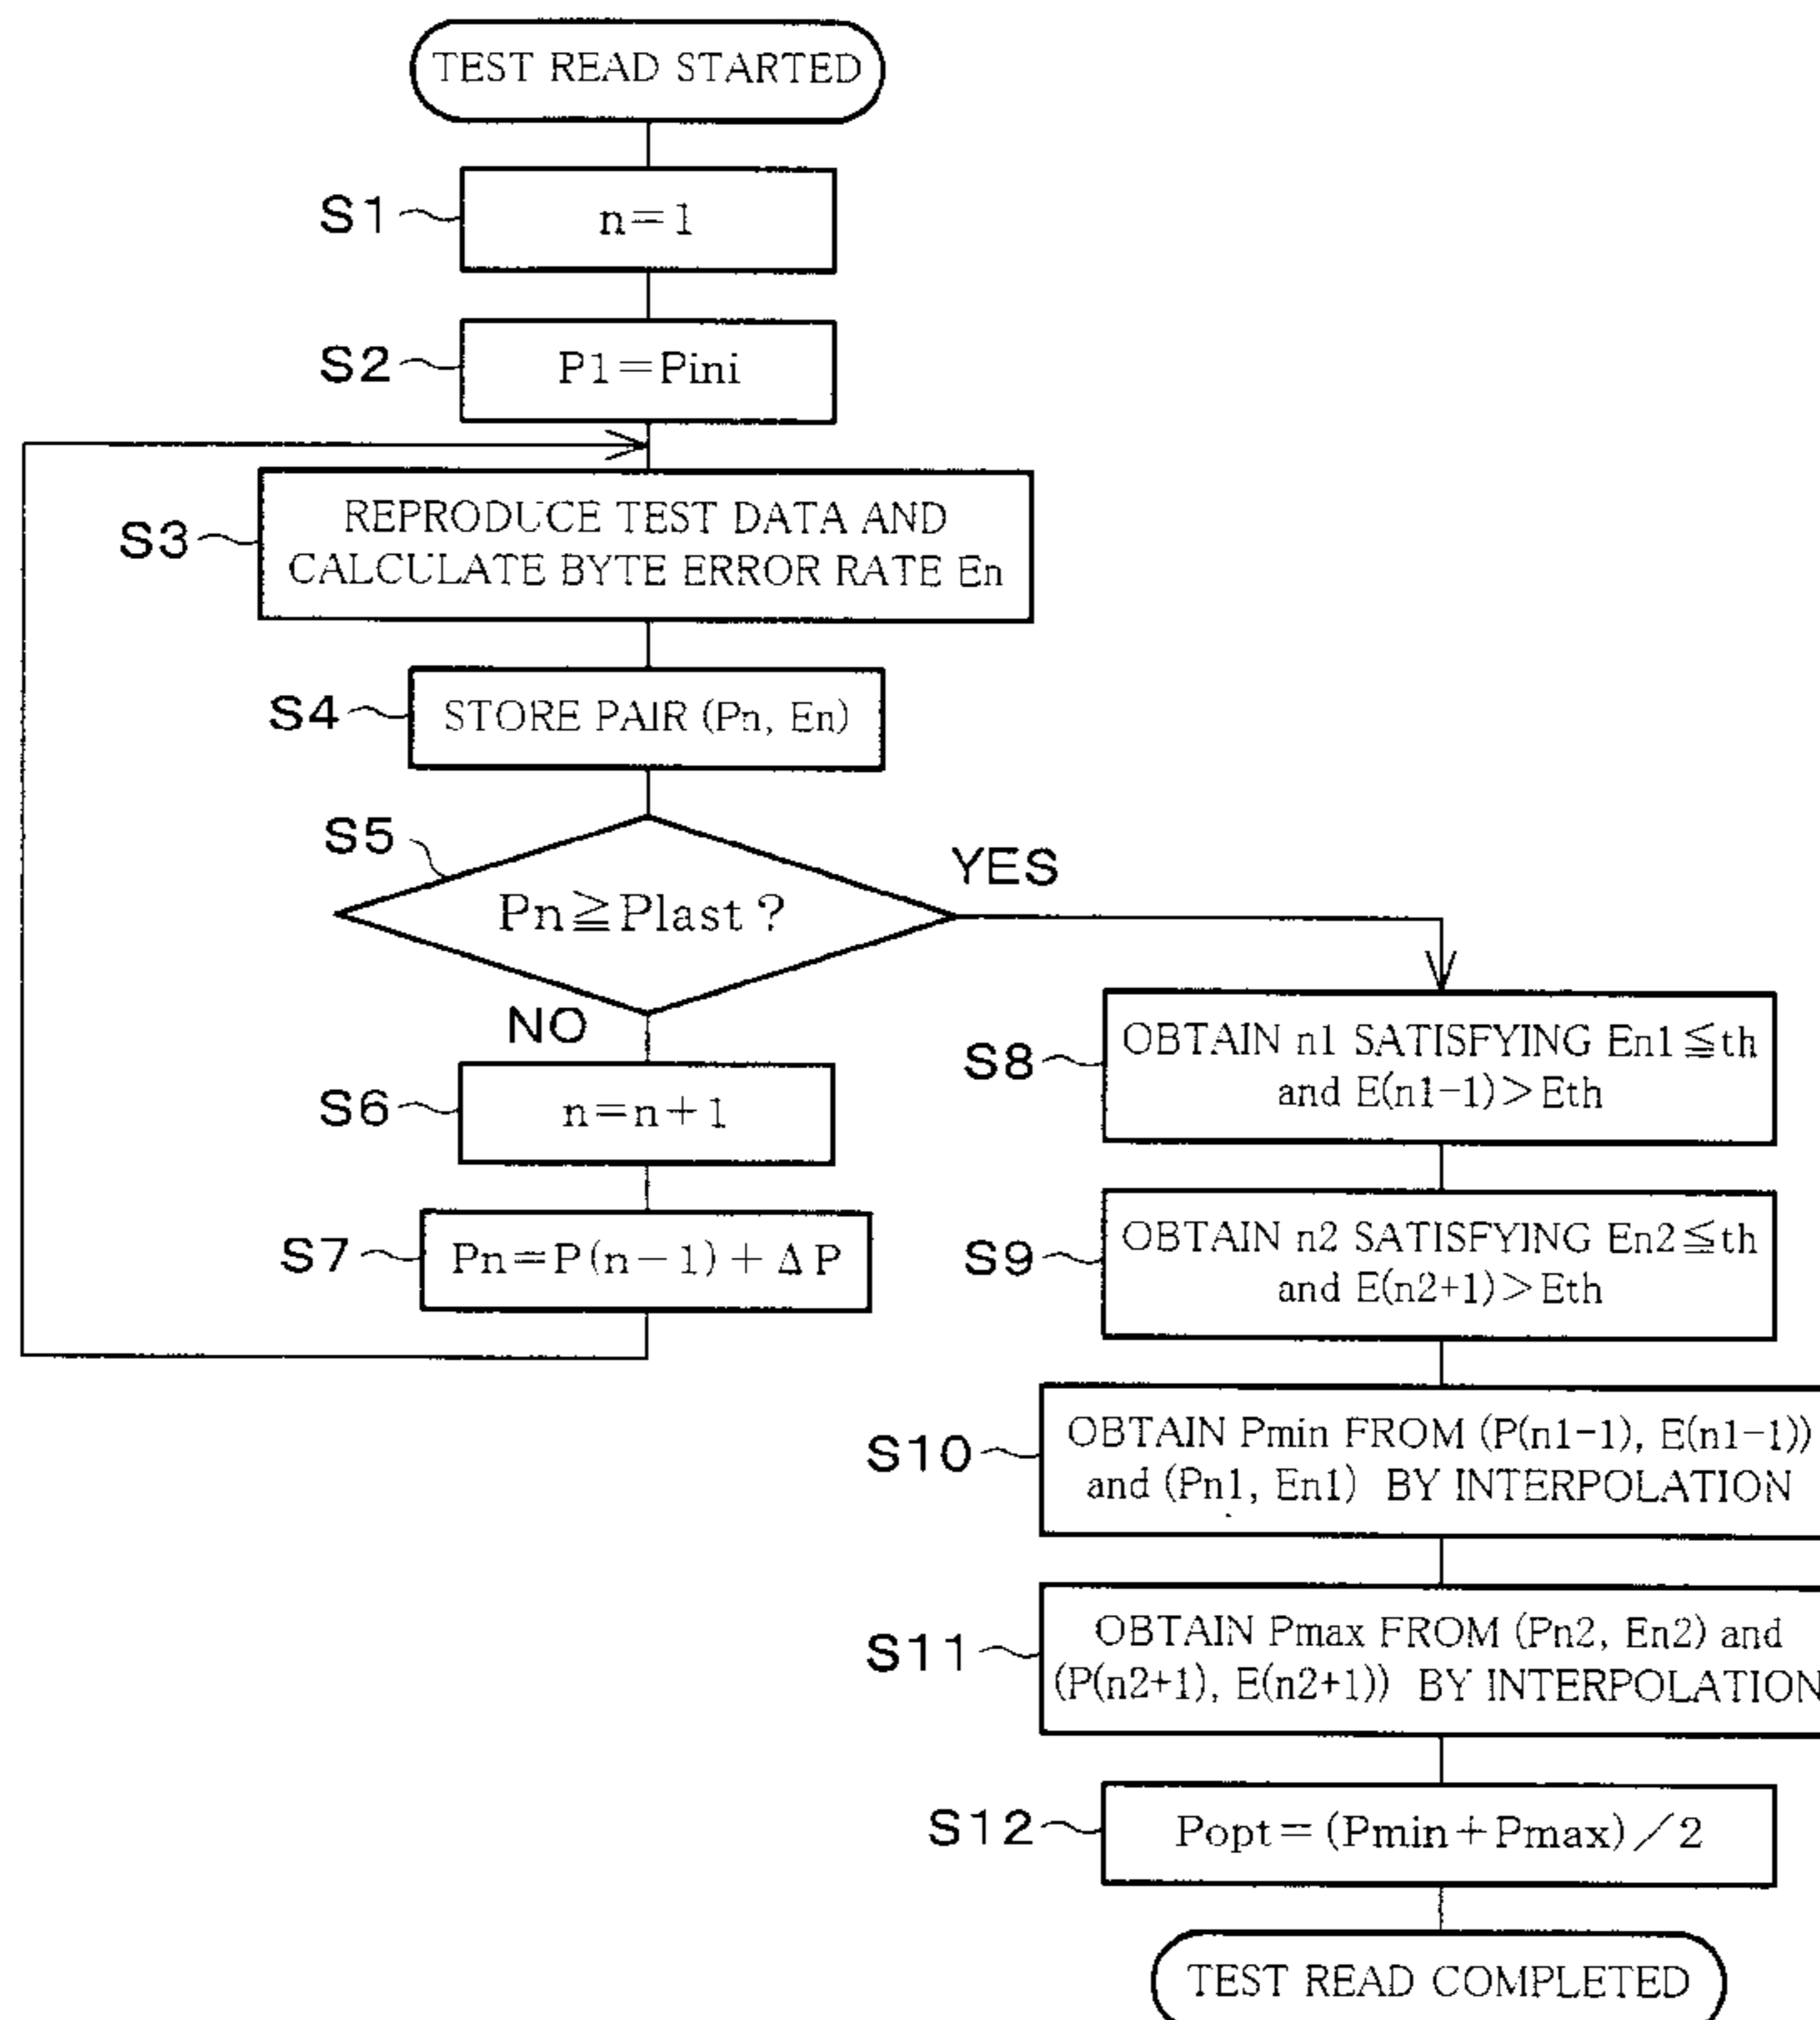 TEST READ STARTED
S1
n=1
S2
P1=Pini
S3
REPRODUCE TEST DATA AND
CALCULATE BYTE ERROR RATE En
S4
STORE PAIR (Pn, En)
S5
Pn≧Plast ?
YES
NO
S6
n=n+1
S7
Pn=P(n-1)+ΔP
S8
OBTAIN n1 SATISFYING En1≦th
and E(n1-1)>Eth
S9
OBTAIN n2 SATISFYING En2≦th
and E(n2+1)>Eth
S10
OBTAIN Pmin FROM (P(n1-1), E(n1-1))
and (Pn1, En1) BY INTERPOLATION
S11
OBTAIN Pmax FROM (Pn2, En2) and
(P(n2+1), E(n2+1)) BY INTERPOLATION
S12
Popt=(Pmin+Pmax)/2
TEST READ COMPLETED